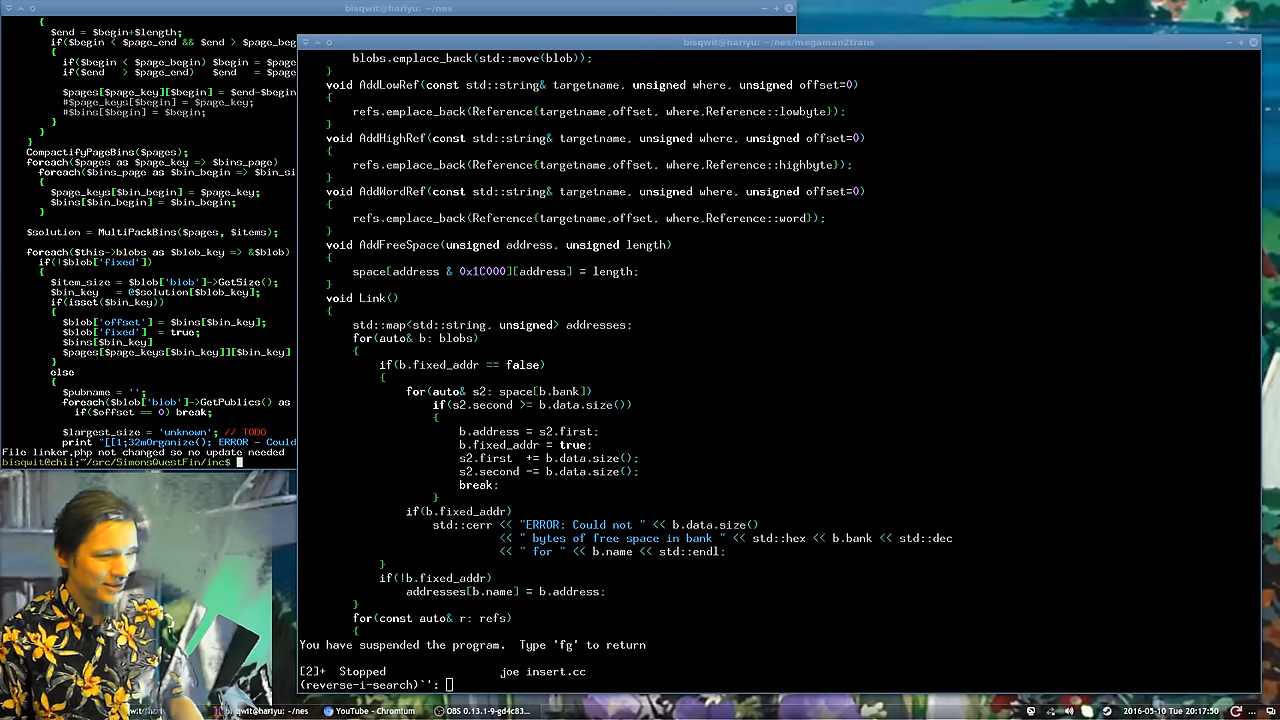 bisqwit@hariyu: ~/nes
{
$end = $begin+$length;
if($begin < $page_end && $end > $page_beg
{
if($begin < $page_begin) $begin = $page
if($end   > $page_end)   $end   = $page
$pages[$page_key][$begin] = $end-$begin
#$page_keys[$begin] = $page_key;
#$bins[$begin] = $begin;
}
}
}
CompactifyPageBins($pages);
foreach($pages as $page_key => $bins_page)
foreach($bins_page as $bin_begin => $bin_si
{
$page_keys[$bin_begin] = $page_key;
$bins[$bin_begin] = $bin_begin;
}
$solution = MultiPackBins($pages, $items);
foreach($this->blobs as $blob_key => &$blob)
if(!$blob['fixed'])
{
$item_size = $blob['blob']->GetSize();
$bin_key   = @$solution[$blob_key];
if(isset($bin_key))
{
$blob['offset'] = $bins[$bin_key];
$blob['fixed']  = true;
$bins[$bin_key]
$pages[$page_keys[$bin_key]][$bin_key]
}
else
{
$pubname = '';
foreach($blob['blob']->GetPublics() as
if($offset == 0) break;
$largest_size = 'unknown'; // TODO
print "[[1;32mOrganize(): ERROR - Could
File linker.php not changed so no update needed
bisqwit@chii:~/src/SimonsQuestFin/inc$
bisqwit@hariyu: ~/nes/megaman2trans
blobs.emplace_back(std::move(blob));
}
void AddLowRef(const std::string& targetname, unsigned where, unsigned offset=0)
{
refs.emplace_back(Reference{targetname,offset, where,Reference::lowbyte});
}
void AddHighRef(const std::string& targetname, unsigned where, unsigned offset=0)
{
refs.emplace_back(Reference{targetname,offset, where,Reference::highbyte});
}
void AddWordRef(const std::string& targetname, unsigned where, unsigned offset=0)
{
refs.emplace_back(Reference{targetname,offset, where,Reference::word});
}
void AddFreeSpace(unsigned address, unsigned length)
{
space[address & 0x1C000][address] = length;
}
void Link()
{
std::map<std::string, unsigned> addresses;
for(auto& b: blobs)
{
if(b.fixed_addr == false)
{
for(auto& s2: space[b.bank])
if(s2.second >= b.data.size())
{
b.address = s2.first;
b.fixed_addr = true;
s2.first  += b.data.size();
s2.second -= b.data.size();
break;
}
if(b.fixed_addr)
std::cerr << "ERROR: Could not " << b.data.size()
<< " bytes of free space in bank " << std::hex << b.bank << std::dec
<< " for " << b.name << std::endl;
}
if(!b.fixed_addr)
addresses[b.name] = b.address;
}
for(const auto& r: refs)
{
You have suspended the program.  Type 'fg' to return
[2]+  Stopped                 joe insert.cc
(reverse-i-search)`':
bisqwit@hariyu: ~/nes
YouTube - Chromium
OBS 0.13.1-9-gd4c83...
2016-05-10 Tue 20:17:50